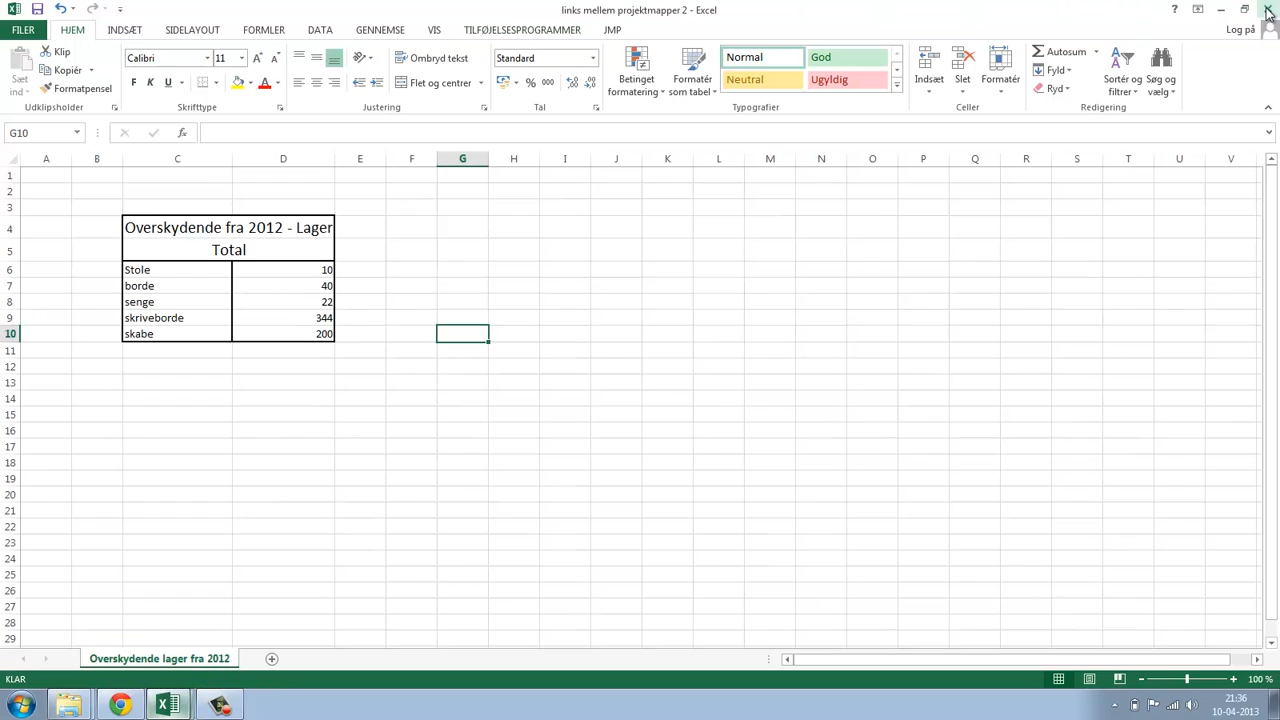 links mellem projektmapper 2 - Excel
FILER HJEM INDSÆT SIDELAYOUT FORMLER DATA GENNEMSE VIS TILFØJELSESPROGRAMMER JMP Log på
Sæt ind
Klip
Kopiér
Formatpensel
Udklipsholder
Calibri 11
F K U
Skrifttype
Ombryd tekst
Flet og centrer
Justering
Standard
% 000
Tal
Betinget formatering
Formatér som tabel
Normal God
Neutral Ugyldig
Typografier
Indsæt Slet Formatér
Celler
Autosum
Fyld
Ryd
Sortér og filtrer
Søg og vælg
Redigering
G10 fx
A B C D E F G H I J K L M N O P Q R S T U V
1
2
3
4 Overskydende fra 2012 - Lager
5 Total
6 Stole 10
7 borde 40
8 senge 22
9 skriveborde 344
10 skabe 200
11
12
13
14
15
16
17
18
19
20
21
22
23
24
25
26
27
28
29
Overskydende lager fra 2012
KLAR 100 %
21:36
10-04-2013